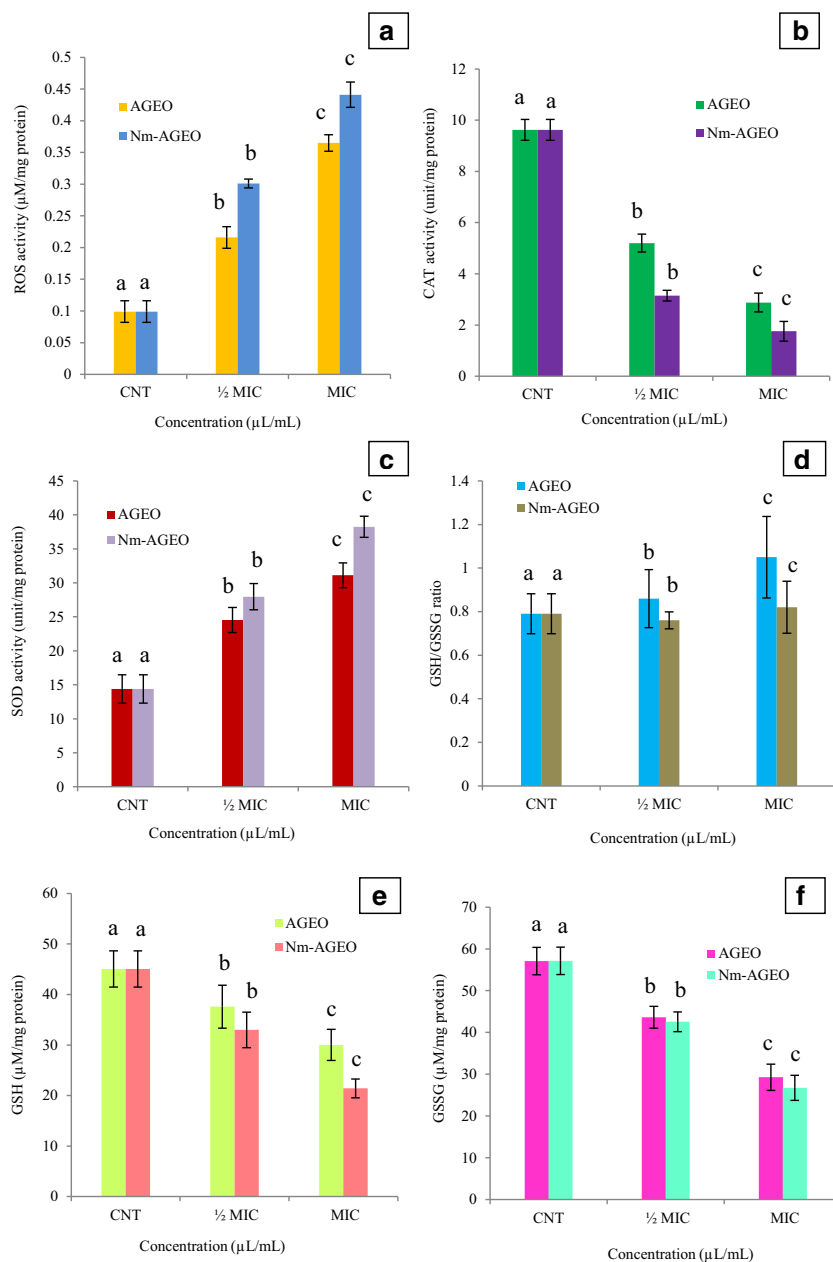 a
ROS activity (µM/mg protein)
0.5
0.45
0.4
0.35
0.3
0.25
0.2
0.15
0.1
0.05
0
AGEO
Nm-AGEO
a a
b b
c c
CNT ½ MIC MIC
Concentration (µL/mL)
b
CAT activity (unit/mg protein)
12
10
8
6
4
2
0
AGEO
Nm-AGEO
a a
b b
c c
CNT ½ MIC MIC
Concentration (µL/mL)
c
SOD activity (unit/mg protein)
45
40
35
30
25
20
15
10
5
0
AGEO
Nm-AGEO
a a
b b
c c
CNT ½ MIC MIC
Concentration (µL/mL)
d
GSH/GSSG ratio
1.4
1.2
1
0.8
0.6
0.4
0.2
0
AGEO
Nm-AGEO
a a
b b
c c
CNT ½ MIC MIC
Concentration (µL/mL)
e
GSH (µM/mg protein)
60
50
40
30
20
10
0
AGEO
Nm-AGEO
a a
b b
c c
CNT ½ MIC MIC
Concentration (µL/mL)
f
GSSG (µM/mg protein)
70
60
50
40
30
20
10
0
AGEO
Nm-AGEO
a a
b b
c c
CNT ½ MIC MIC
Concentration (µL/mL)